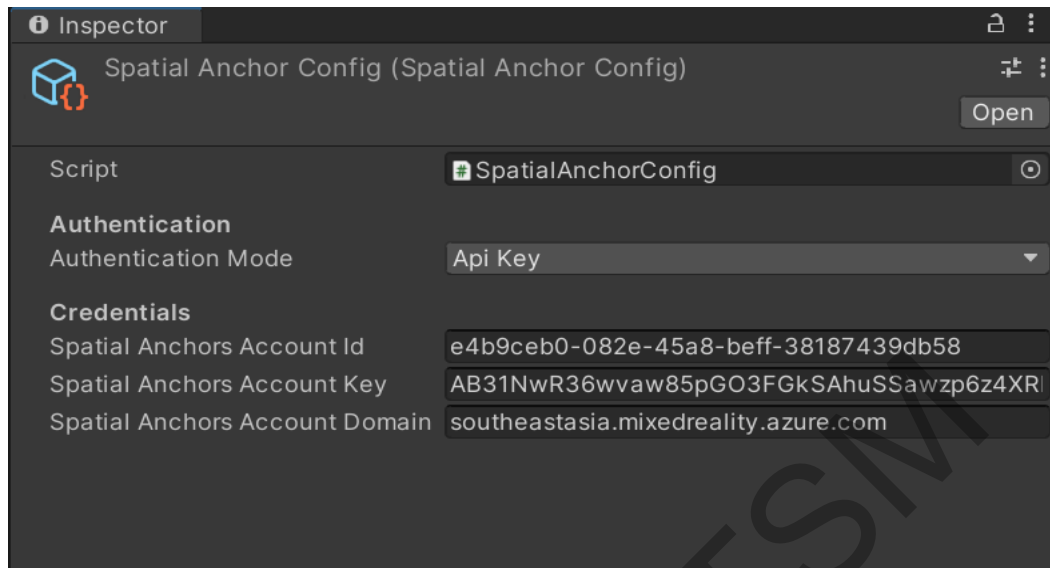 Inspector
Spatial Anchor Config (Spatial Anchor Config)
Open
Script
# SpatialAnchorConfig
Authentication
Authentication Mode
Api Key
Credentials
Spatial Anchors Account Id
e4b9ceb0-082e-45a8-beff-38187439db58
Spatial Anchors Account Key
AB31NwR36wvaw85pGO3FGkSAhuSSawzp6z4XR
Spatial Anchors Account Domain
southeastasia.mixedreality.azure.com
TSM